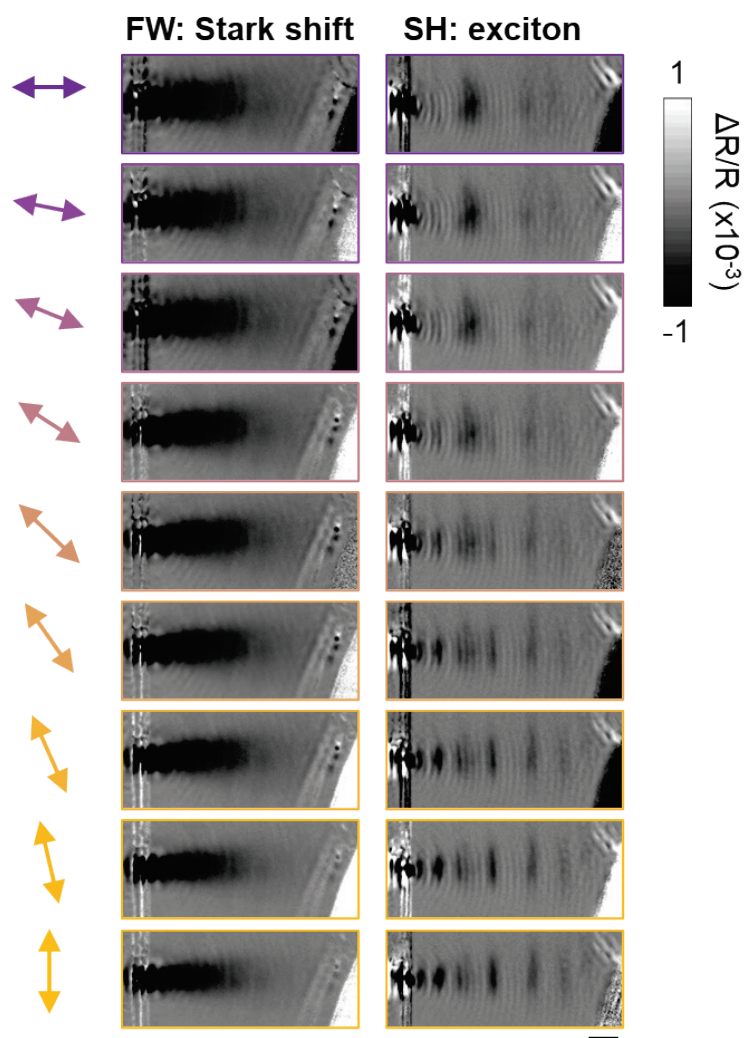 FW: Stark shift
SH: exciton
1
ΔR/R (x10⁻³)
-1